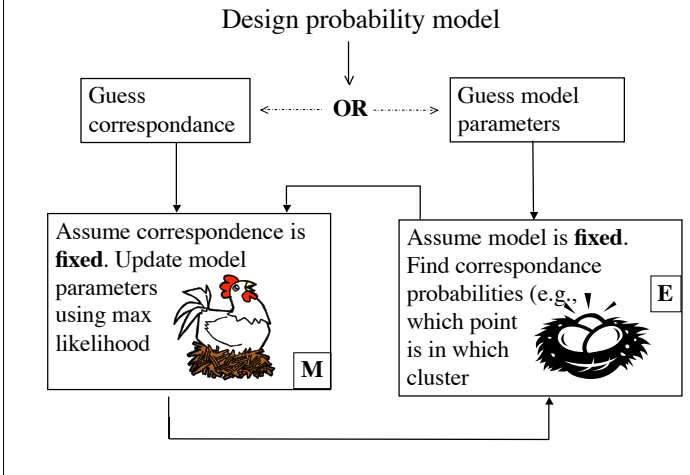 Design probability model
Guess
correspondance
OR
Guess model
parameters
Assume correspondence is
fixed. Update model
parameters
using max
likelihood
M
Assume model is fixed.
Find correspondance
probabilities (e.g.,
which point
is in which
cluster
E